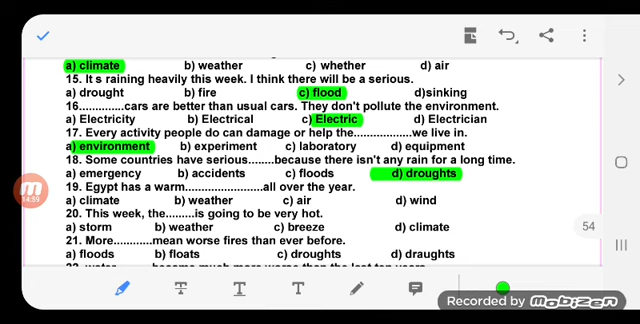 a) climate b) weather c) whether d) air
15. It s raining heavily this week. I think there will be a serious.
a) drought b) fire c) flood d)sinking
16..............cars are better than usual cars. They don't pollute the environment.
a) Electricity b) Electrical c) Electric d) Electrician
17. Every activity people do can damage or help the..................we live in.
a) environment b) experiment c) laboratory d) equipment
18. Some countries have serious........because there isn't any rain for a long time.
a) emergency b) accidents c) floods d) droughts
19. Egypt has a warm........................all over the year.
a) climate b) weather c) air d) wind
20. This week, the.........is going to be very hot.
a) storm b) weather c) breeze d) climate
21. More............mean worse fires than ever before.
a) floods b) floats c) droughts d) draughts
14:59
54
Recorded by Mobizen